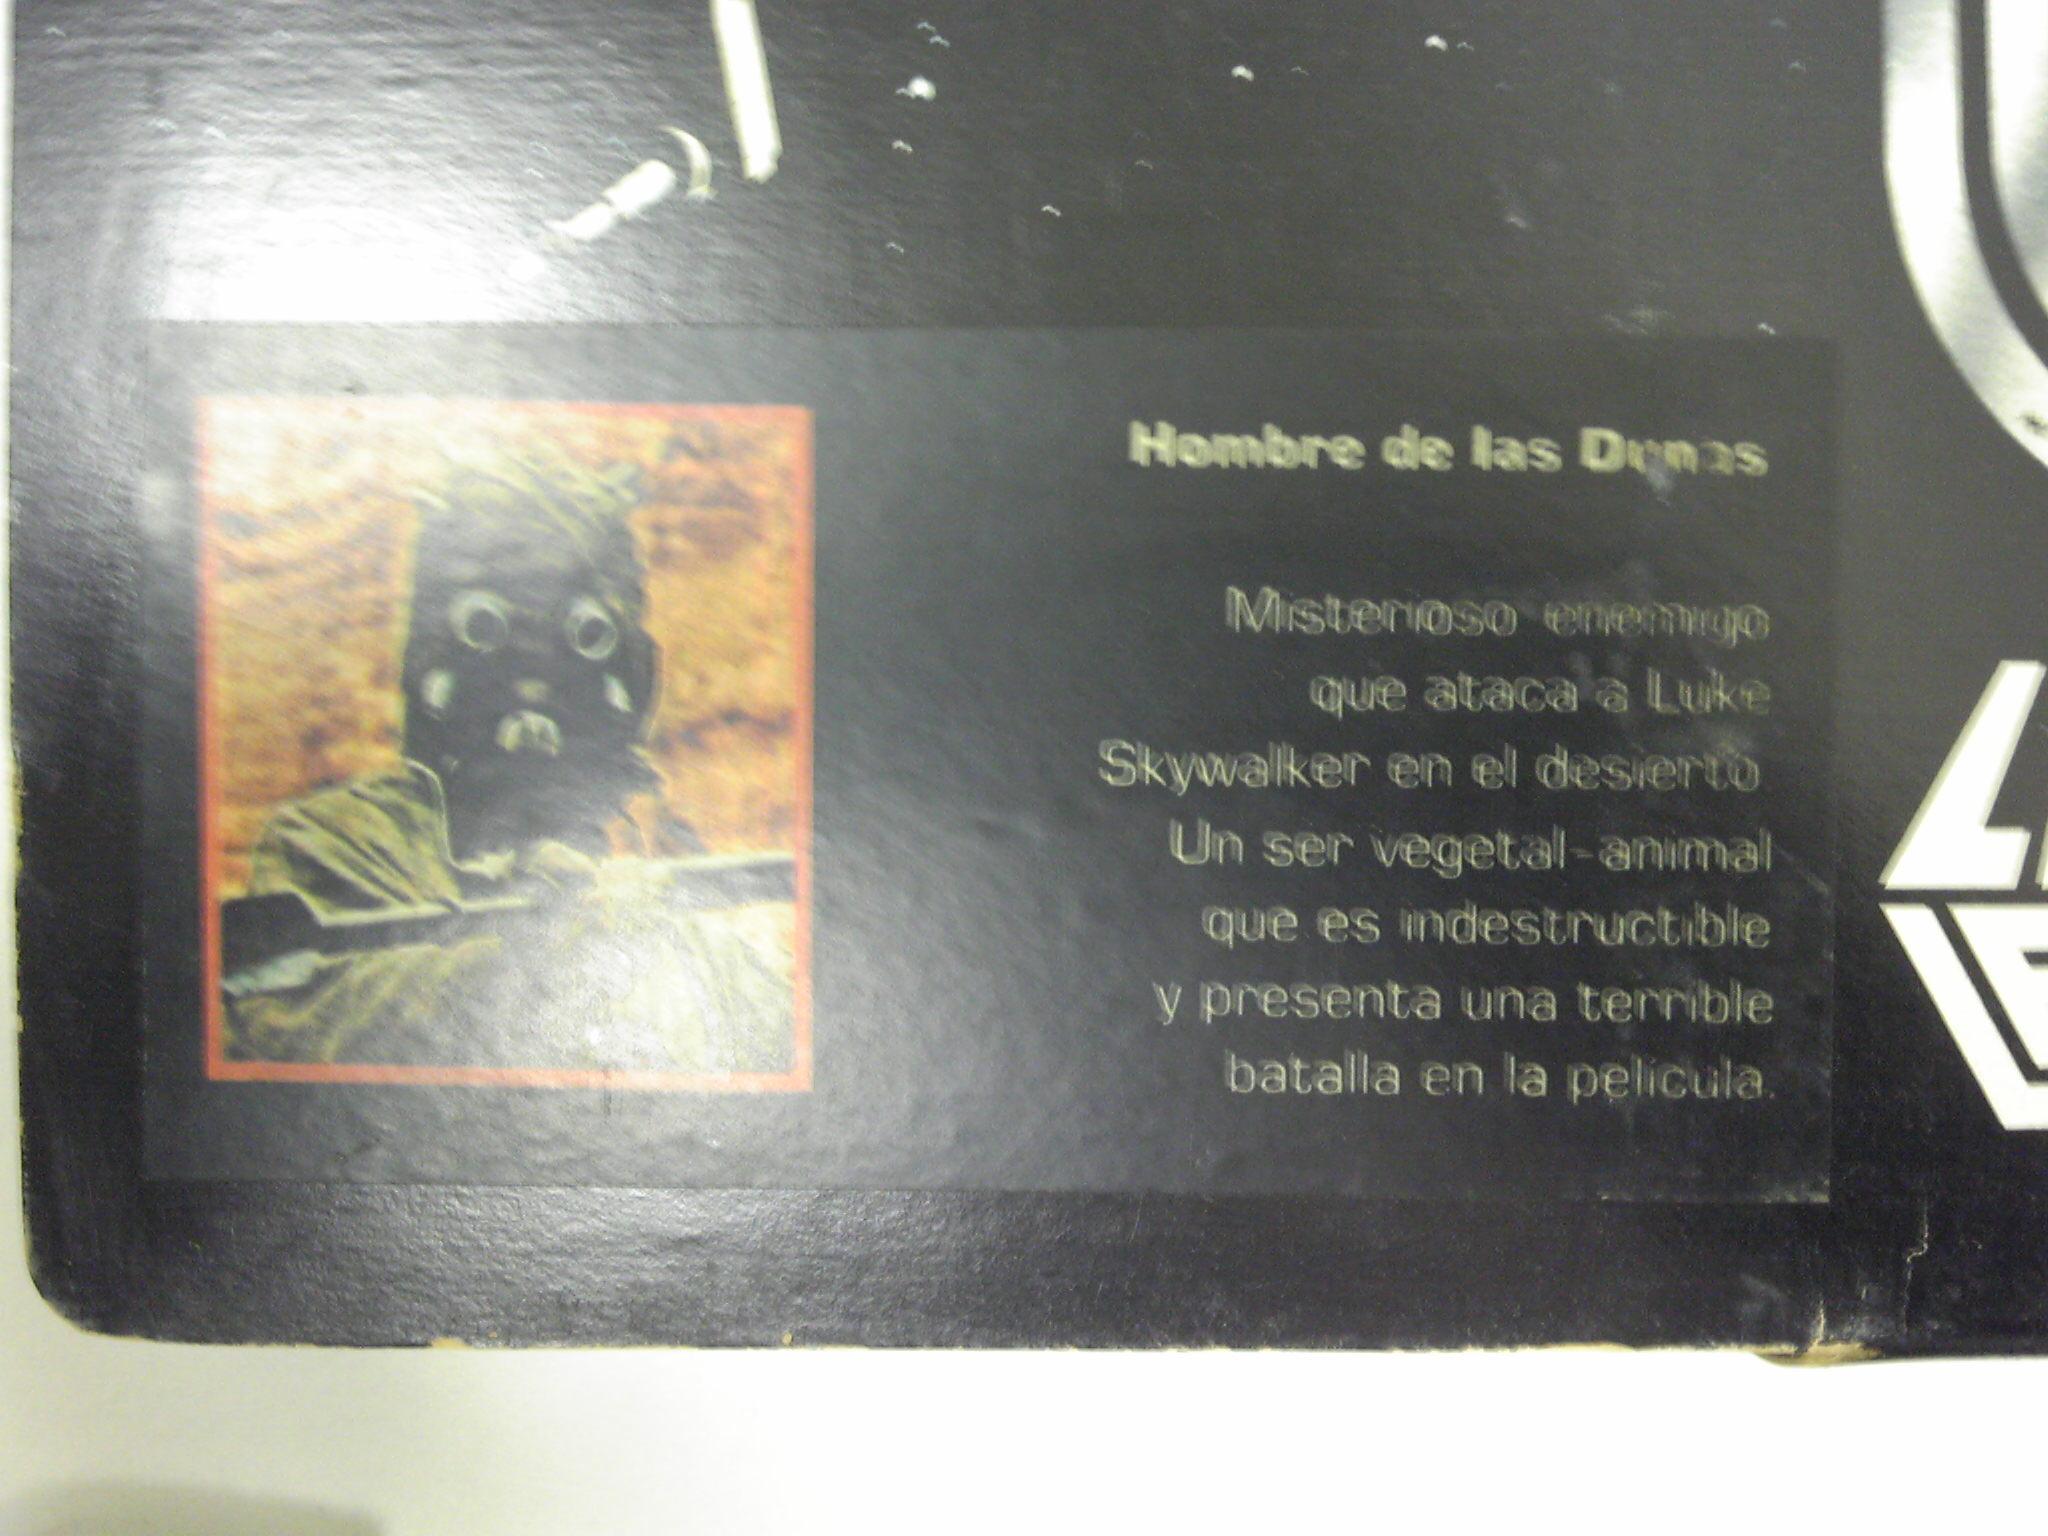 Hombre de las Dunas
Misterioso enemigo
que ataca a Luke
Skywalker en el desierto
Un ser vegetal-animal
que es indestructible
y presenta una terrible
batalla en la película.